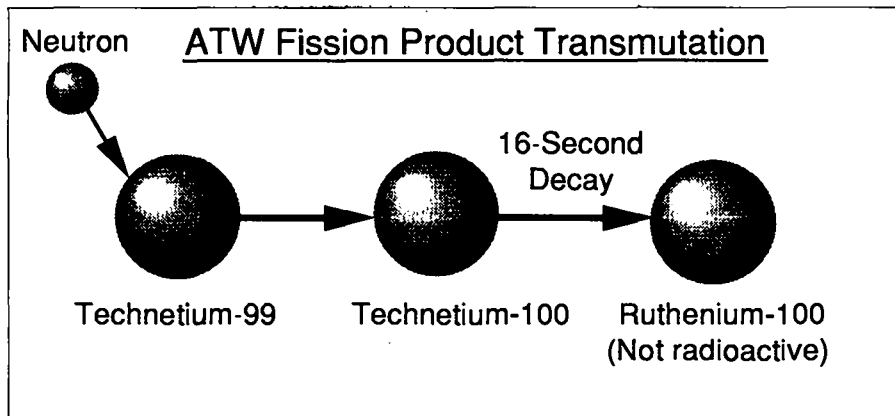 Neutron
ATW Fission Product Transmutation
16-Second
Decay
Technetium-99
Technetium-100
Ruthenium-100
(Not radioactive)